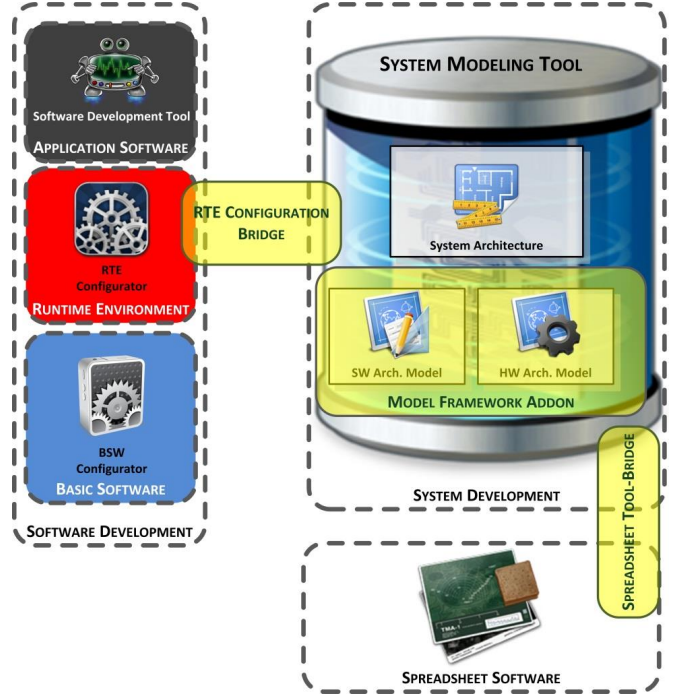 Software Development Tool
APPLICATION SOFTWARE
RTE
Configurator
RUNTIME ENVIRONMENT
BSW
Configurator
BASIC SOFTWARE
SOFTWARE DEVELOPMENT
RTE CONFIGURATION
BRIDGE
SYSTEM MODELING TOOL
System Architecture
SW Arch. Model
HW Arch. Model
MODEL FRAMEWORK ADDON
SYSTEM DEVELOPMENT
SPREADSHEET TOOL-BRIDGE
TMA-1
SPREADSHEET SOFTWARE